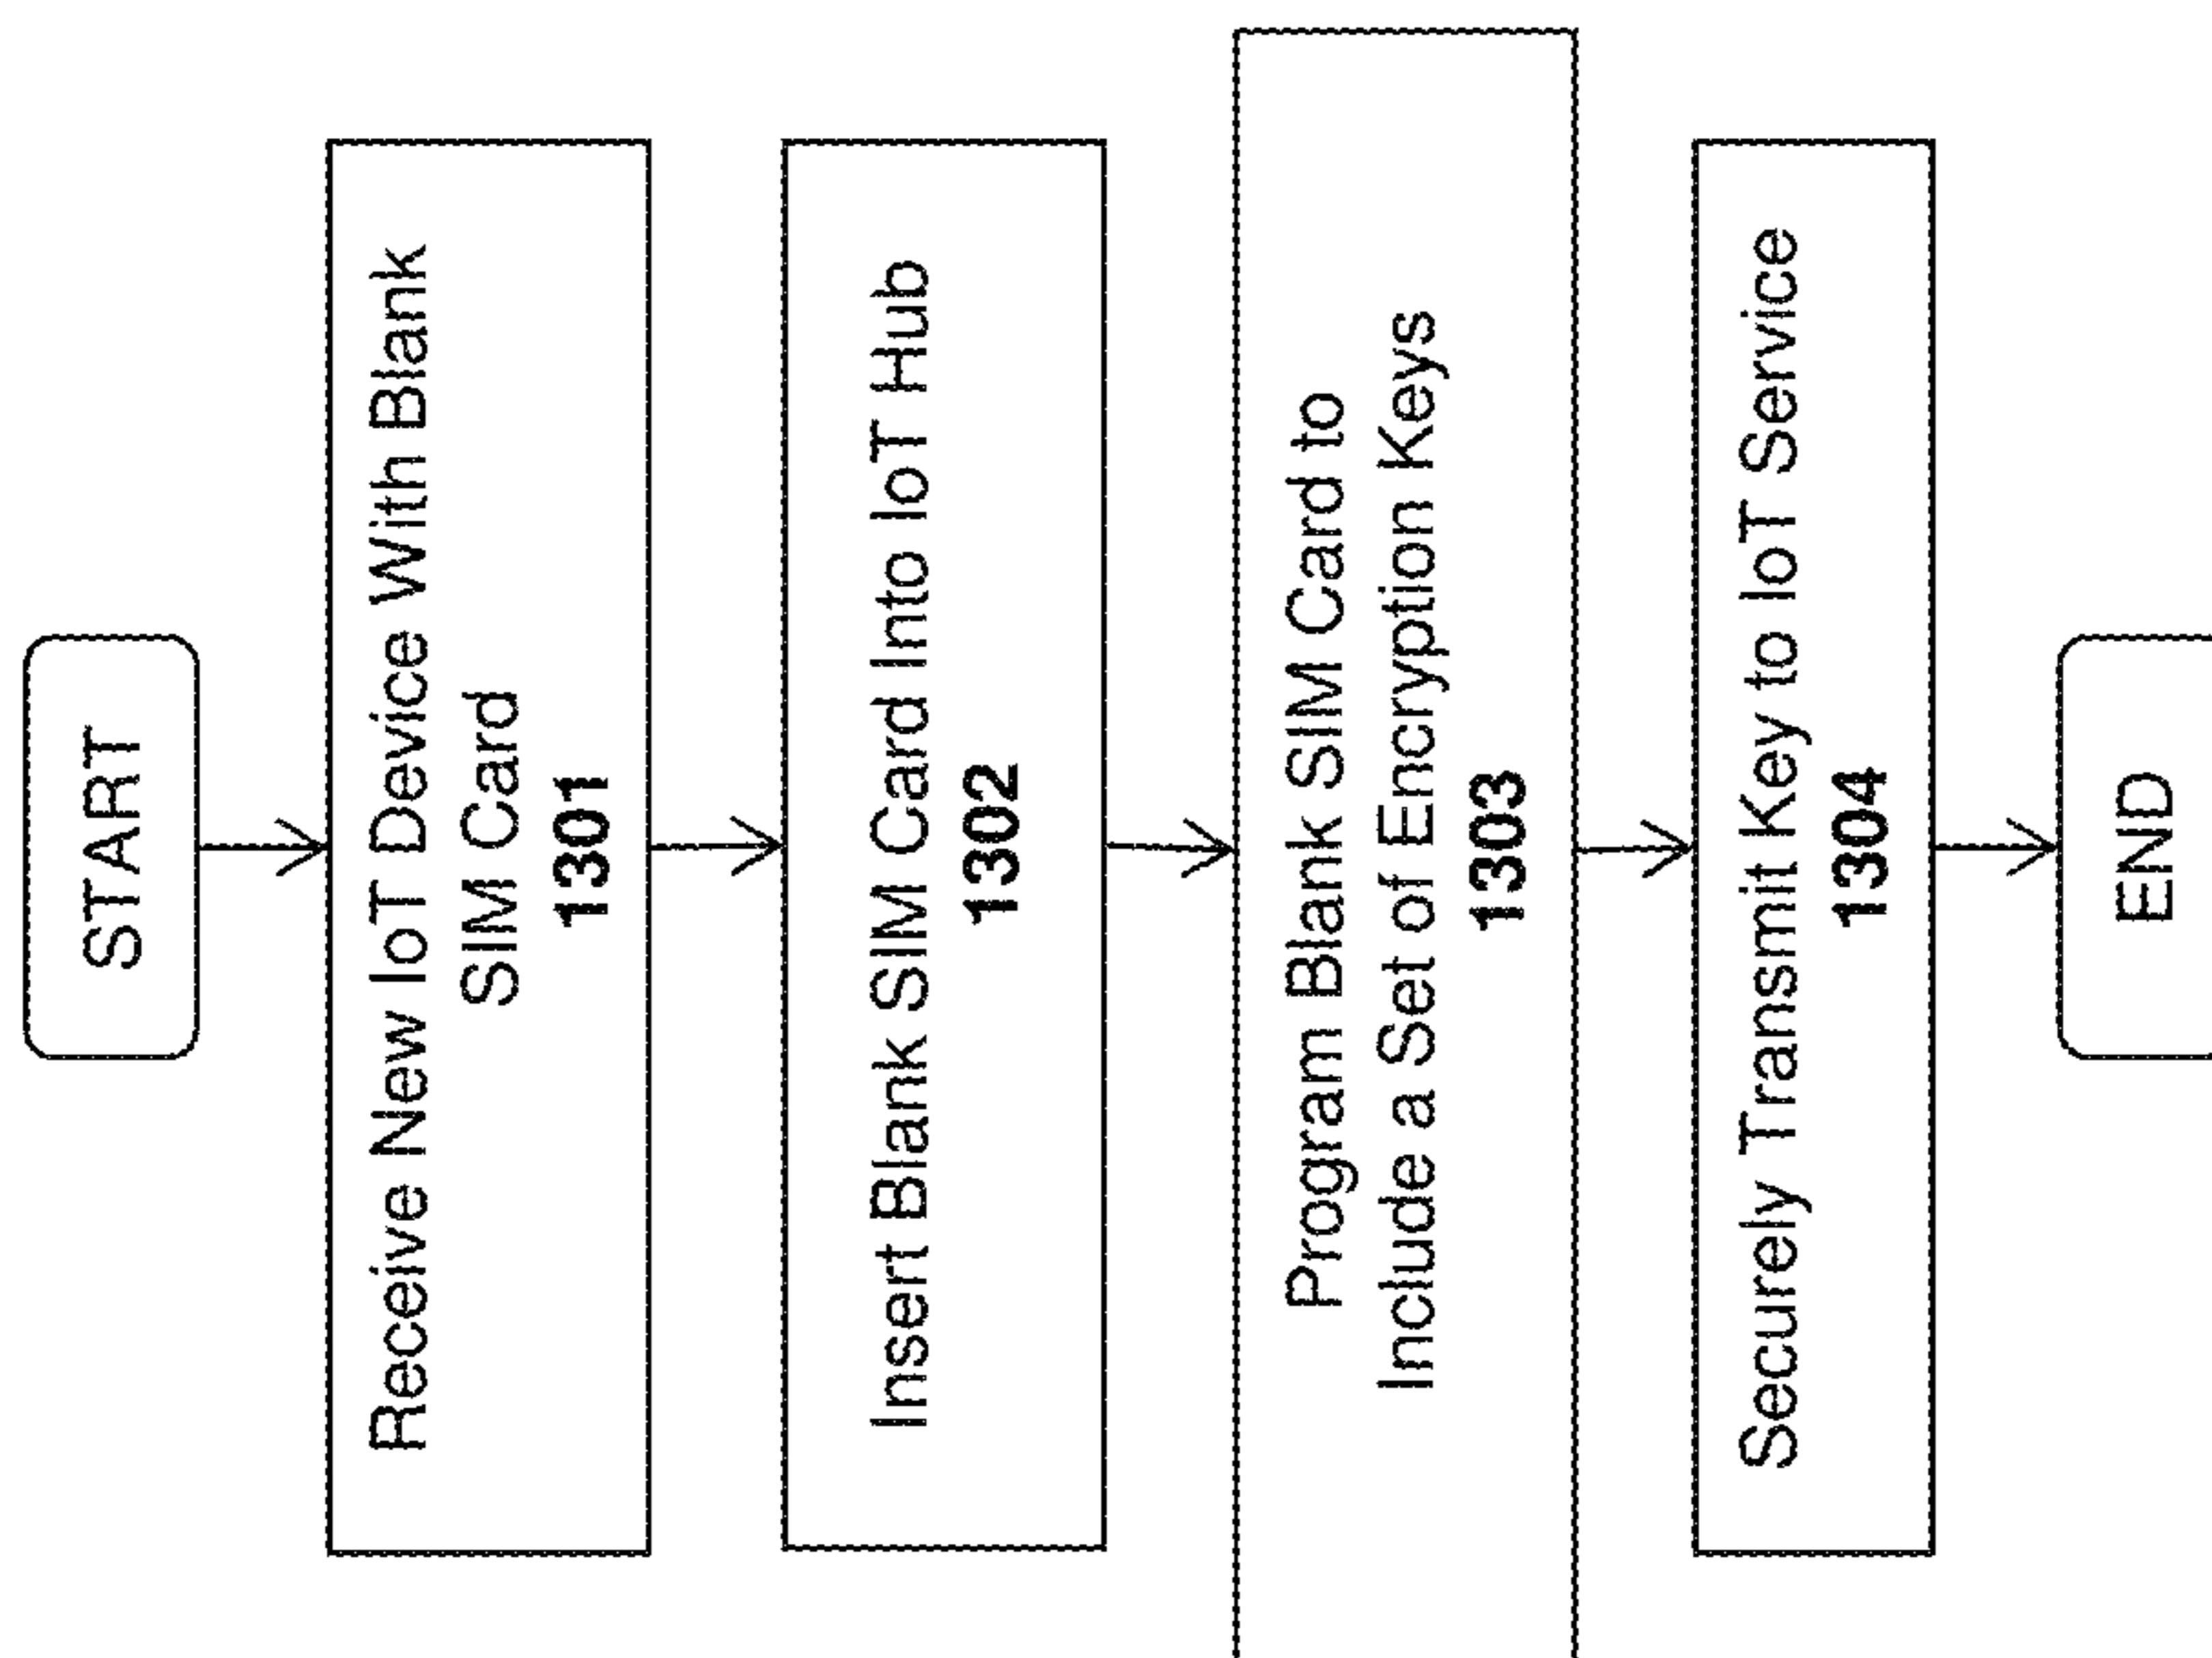 START
Receive New IoT Device With Blank
SIM Card
1301
Insert Blank SIM Card Into IoT Hub
1302
Program Blank SIM Card to
Include a Set of Encryption Keys
1303
Securely Transmit Key to IoT Service
1304
END